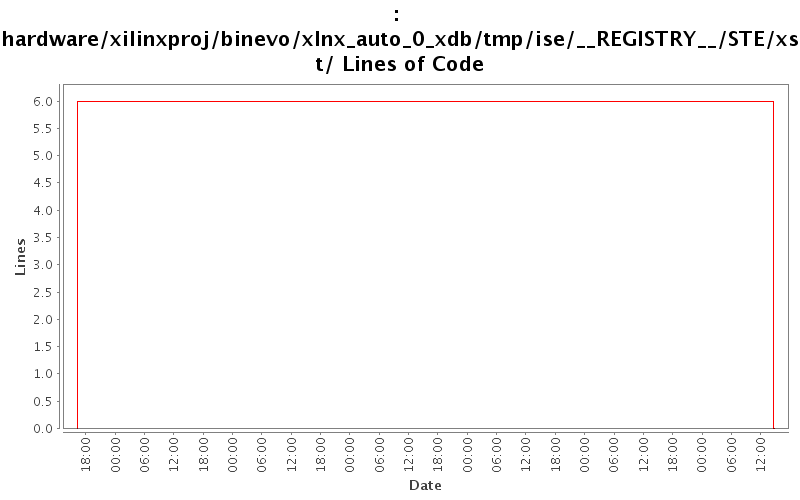 :
hardware/xilinxproj/binevo/xlnx_auto_0_xdb/tmp/ise/__REGISTRY__/STE/xs
t/ Lines of Code
6.0
5.5
5.0
4.5
4.0
3.5
3.0
2.5
2.0
1.5
1.0
0.5
0.0
Lines
18:00 00:00 06:00 12:00 18:00 00:00 06:00 12:00 18:00 00:00 06:00 12:00 18:00 00:00 06:00 12:00 18:00 00:00 06:00 12:00 18:00 00:00 06:00 12:00
Date